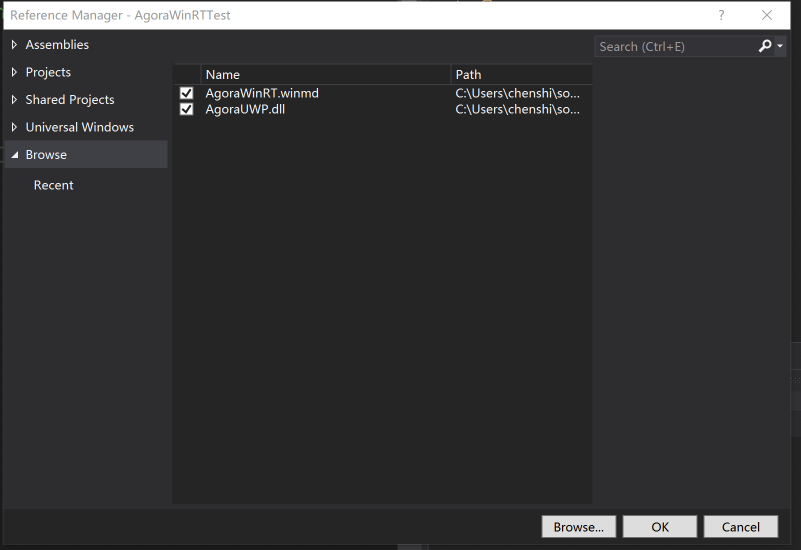 Reference Manager - AgoraWinRTTest
?
Assemblies
Projects
Shared Projects
Universal Windows
Browse
Recent
Search (Ctrl+E)
Name Path
AgoraWinRT.winmd C:\Users\chenshi\so...
AgoraUWP.dll C:\Users\chenshi\so...
Browse... OK Cancel